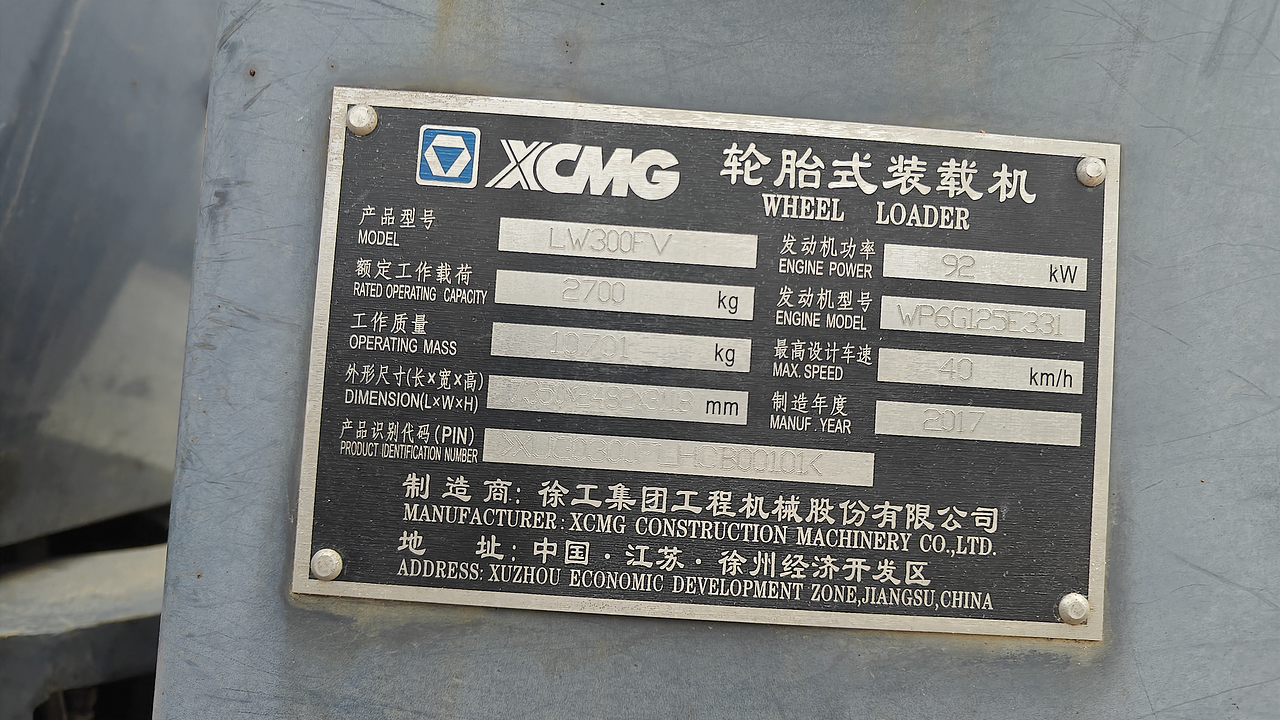 XCMG 轮胎式装载机
WHEEL LOADER
产品型号 LW300FV
MODEL
发动机功率 92 kW
ENGINE POWER
额定工作载荷 2700 kg
RATED OPERATING CAPACITY
发动机型号 WP6G125E331
ENGINE MODEL
工作质量 kg
OPERATING MASS
最高设计车速 40 km/h
MAX. SPEED
外形尺寸(长×宽×高) mm
DIMENSION(L×W×H)
制造年度 2017
MANUF. YEAR
产品识别代码(PIN)
PRODUCT IDENTIFICATION NUMBER
制造商: 徐工集团工程机械股份有限公司
MANUFACTURER: XCMG CONSTRUCTION MACHINERY CO.,LTD.
地 址: 中国·江苏·徐州经济开发区
ADDRESS: XUZHOU ECONOMIC DEVELOPMENT ZONE,JIANGSU,CHINA